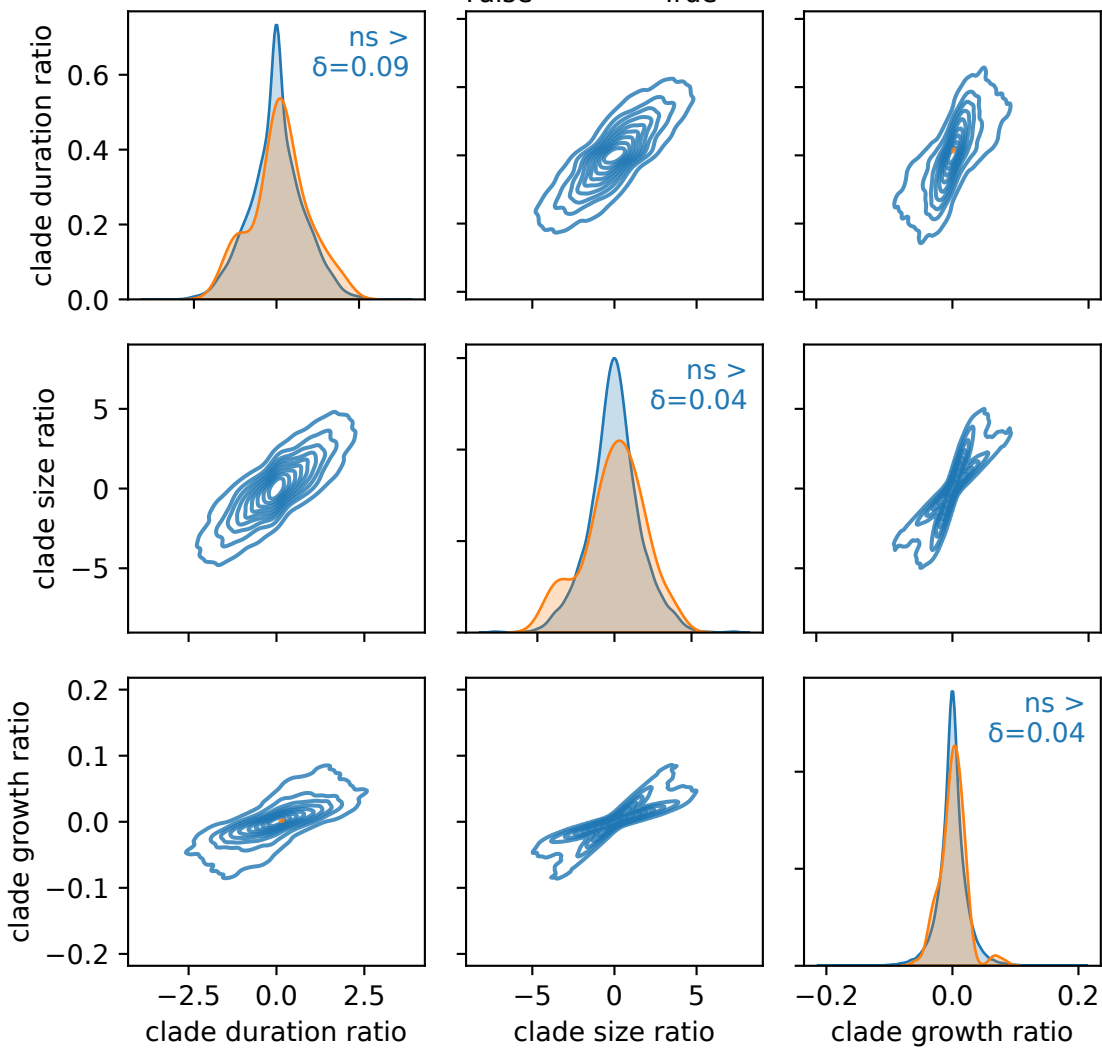 clade duration ratio
0.6
0.4
0.2
0.0
ns >
δ=0.09
clade size ratio
5
0
−5
ns >
δ=0.04
clade growth ratio
0.2
0.1
0.0
−0.1
−0.2
ns >
δ=0.04
−2.5 0.0 2.5
−5 0 5
−0.2 0.0 0.2
clade duration ratio
clade size ratio
clade growth ratio